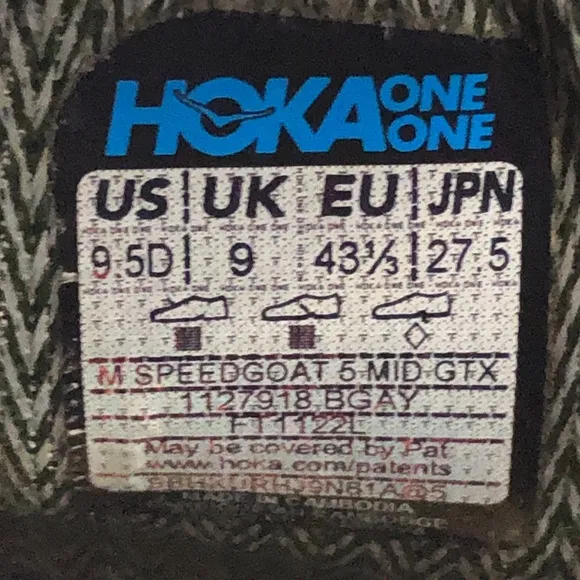 HOKA ONE ONE
US UK EU JPN
9.5D 9 43⅓ 27.5
M SPEEDGOAT 5 MID GTX
1127918 BGAY
FT1122L
May be covered by Pat:
www.hoka.com/patents
MADE IN CAMBODIA